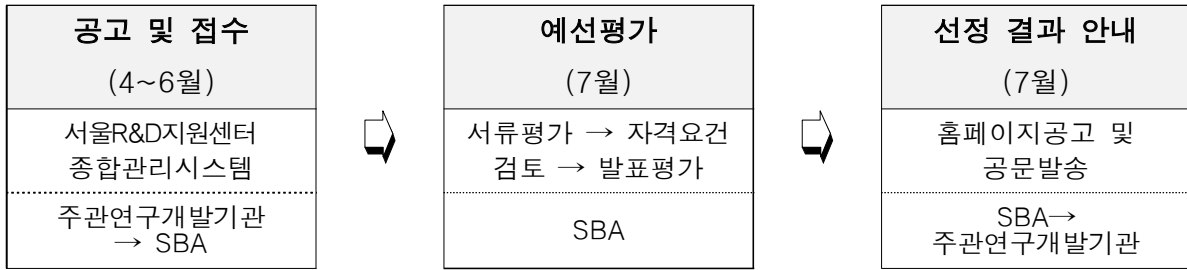 공고 및 접수
(4~6월)
서울R&D지원센터
종합관리시스템
주관연구개발기관
→ SBA
예선평가
(7월)
서류평가 → 자격요건
검토 → 발표평가
SBA
선정 결과 안내
(7월)
홈페이지공고 및
공문발송
SBA→
주관연구개발기관